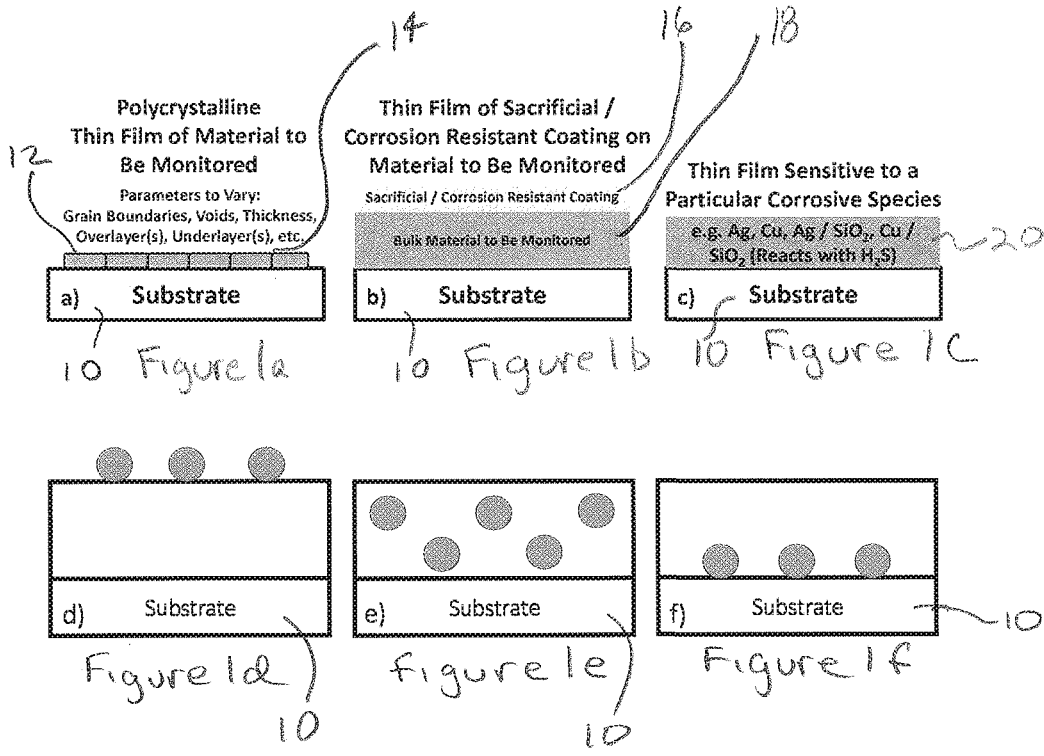 14
16
18
Polycrystalline
Thin Film of Material to
Be Monitored
12
Parameters to Vary:
Grain Boundaries, Voids, Thickness,
Overlayer(s), Underlayer(s), etc.
a) Substrate
10 Figure 1a
Thin Film of Sacrificial /
Corrosion Resistant Coating on
Material to Be Monitored
Sacrificial / Corrosion Resistant Coating
Bulk Material to Be Monitored
b) Substrate
10 Figure 1b
Thin Film Sensitive to a
Particular Corrosive Species
e.g. Ag, Cu, Ag / SiO₂, Cu /
SiO₂ (Reacts with H₂S)
20
c) Substrate
10 Figure 1c
d) Substrate
Figure 1d
10
e) Substrate
figure 1e
10
f) Substrate
10
Figure 1f